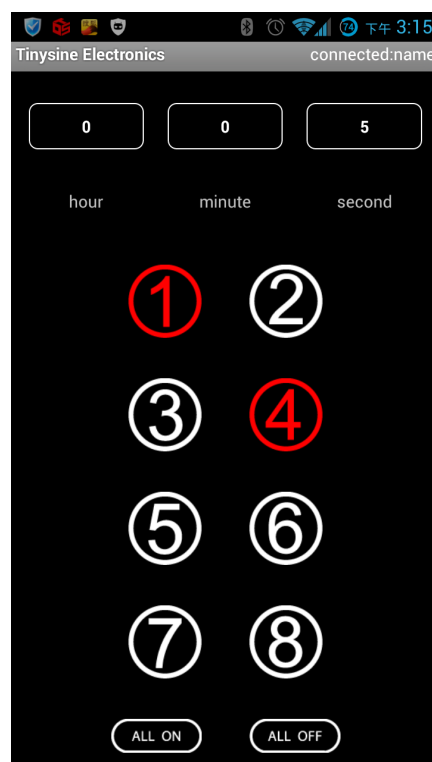 74 下午 3:15
Tinysine Electronics connected:name
0 0 5
hour minute second
1 2
3 4
5 6
7 8
ALL ON ALL OFF